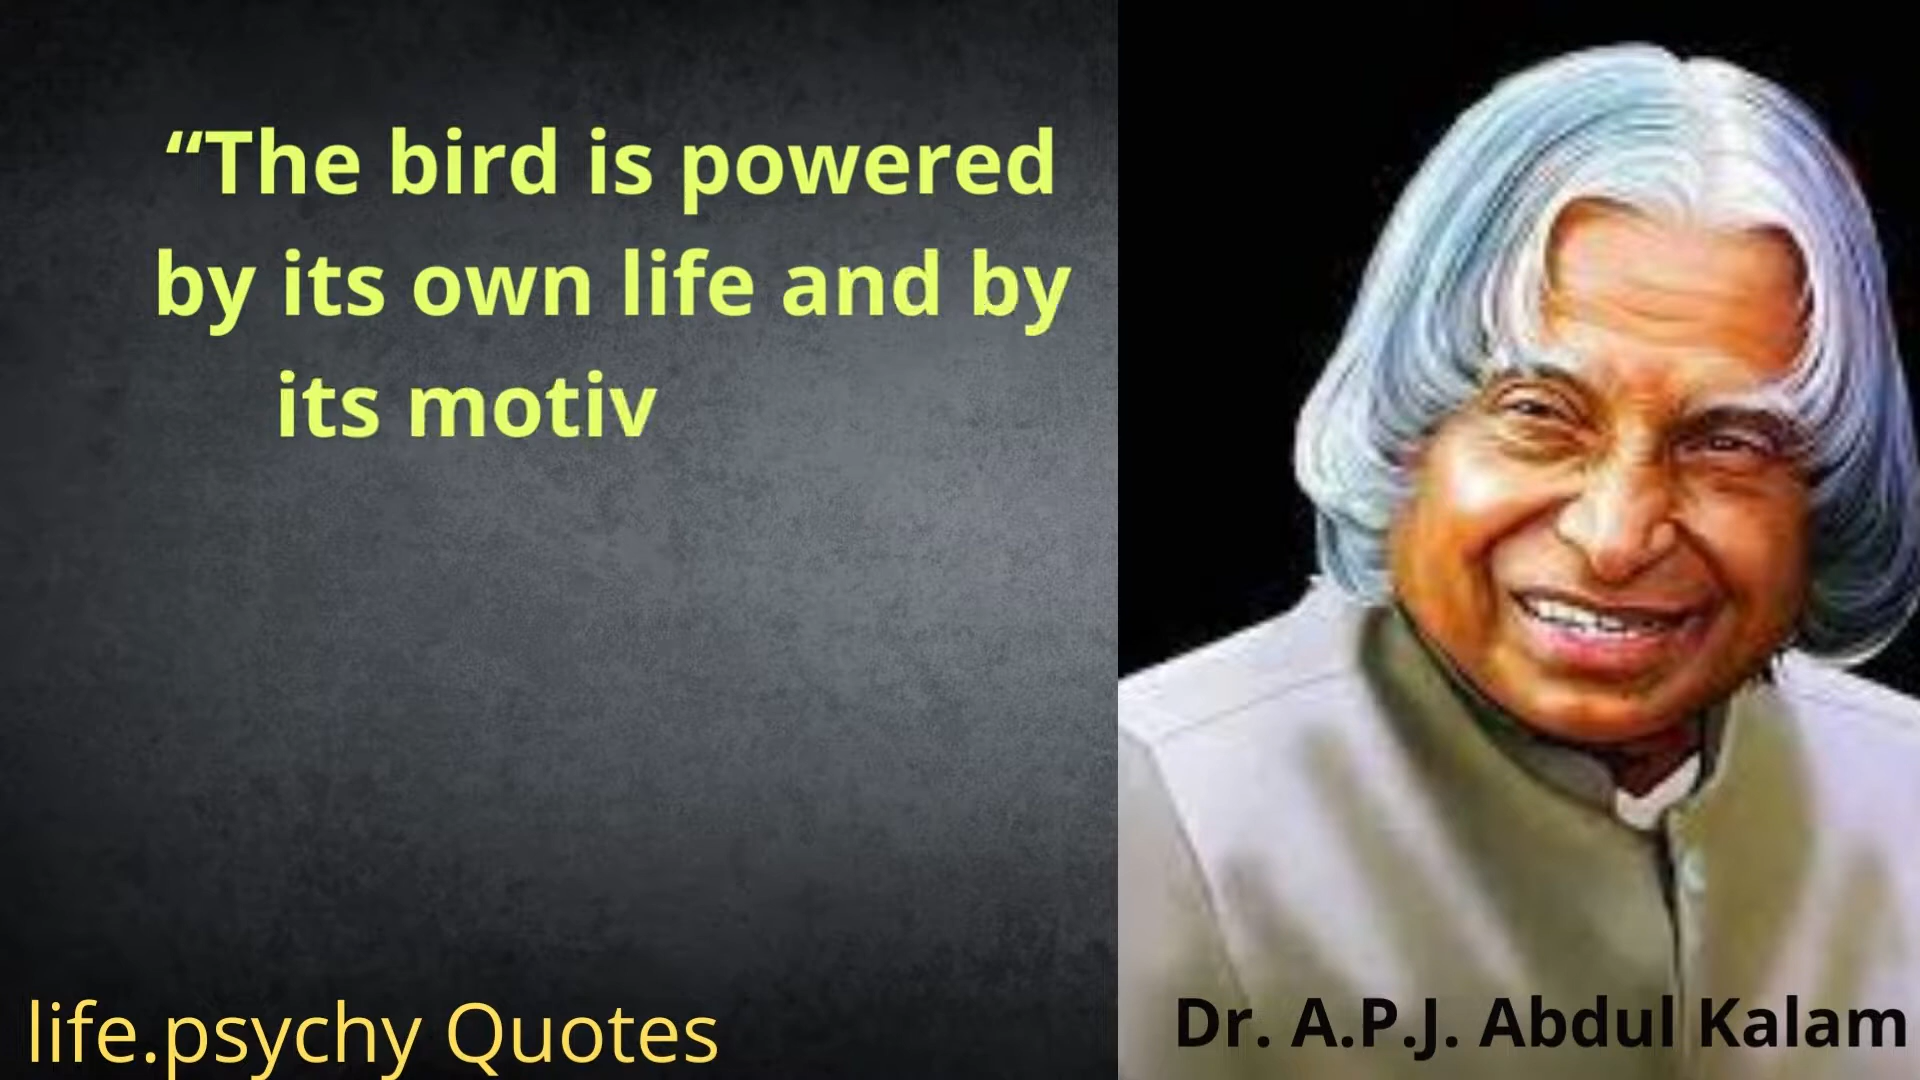 “The bird is powered
by its own life and by
its motiv
life.psychy Quotes
Dr. A.P.J. Abdul Kalam